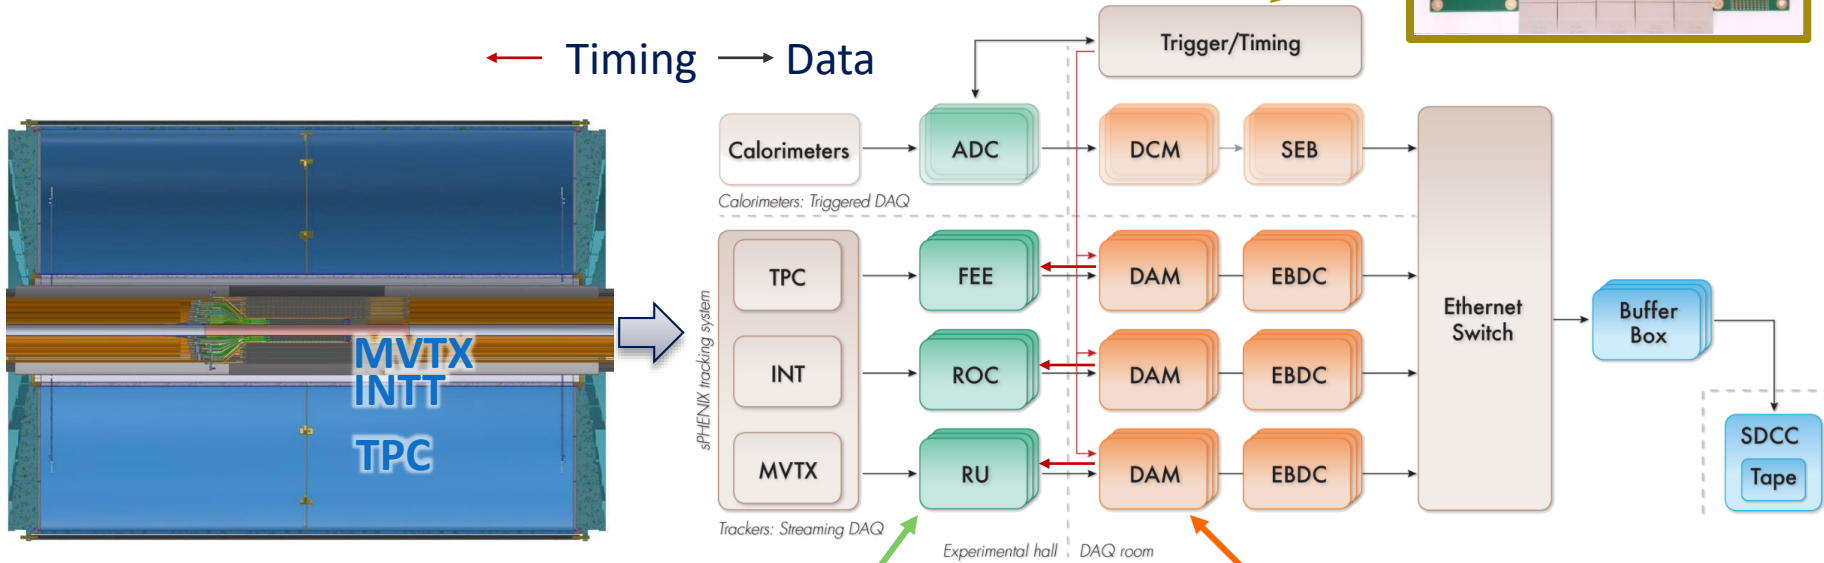 Timing
Data
Trigger/Timing
Calorimeters
ADC
DCM
SEB
Calorimeters: Triggered DAQ
sPHENIX tracking system
TPC
FEE
DAM
EBDC
INT
ROC
DAM
EBDC
MVTX
RU
DAM
EBDC
Trackers: Streaming DAQ
Experimental hall
DAQ room
Ethernet
Switch
Buffer
Box
SDCC
Tape
MVTX
INTT
TPC